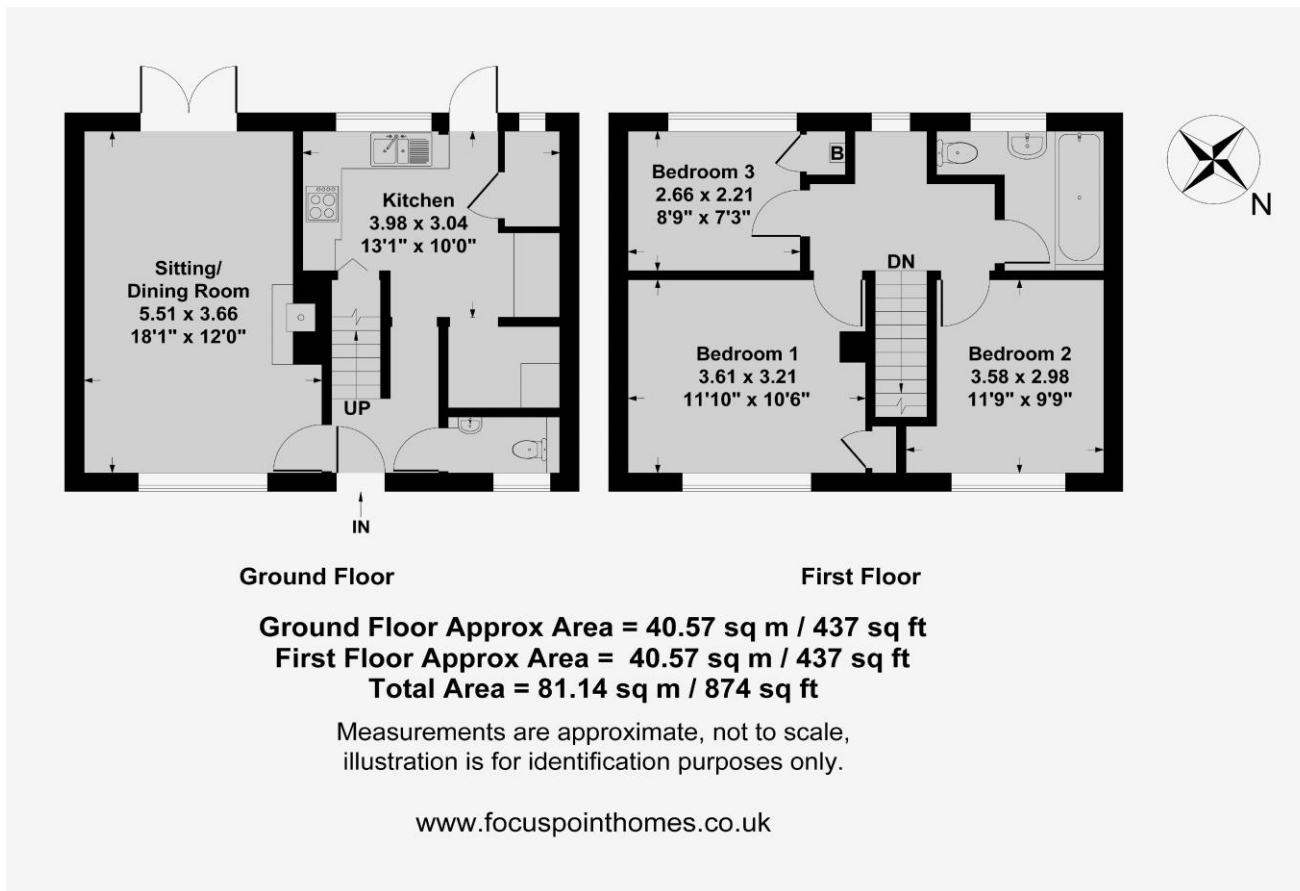 Sitting/
Dining Room
5.51 x 3.66
18'1" x 12'0"
Kitchen
3.98 x 3.04
13'1" x 10'0"
UP
IN
Bedroom 3
2.66 x 2.21
8'9" x 7'3"
B
DN
Bedroom 1
3.61 x 3.21
11'10" x 10'6"
Bedroom 2
3.58 x 2.98
11'9" x 9'9"
N
Ground Floor
First Floor
Ground Floor Approx Area = 40.57 sq m / 437 sq ft
First Floor Approx Area = 40.57 sq m / 437 sq ft
Total Area = 81.14 sq m / 874 sq ft
Measurements are approximate, not to scale,
illustration is for identification purposes only.
www.focuspointhomes.co.uk